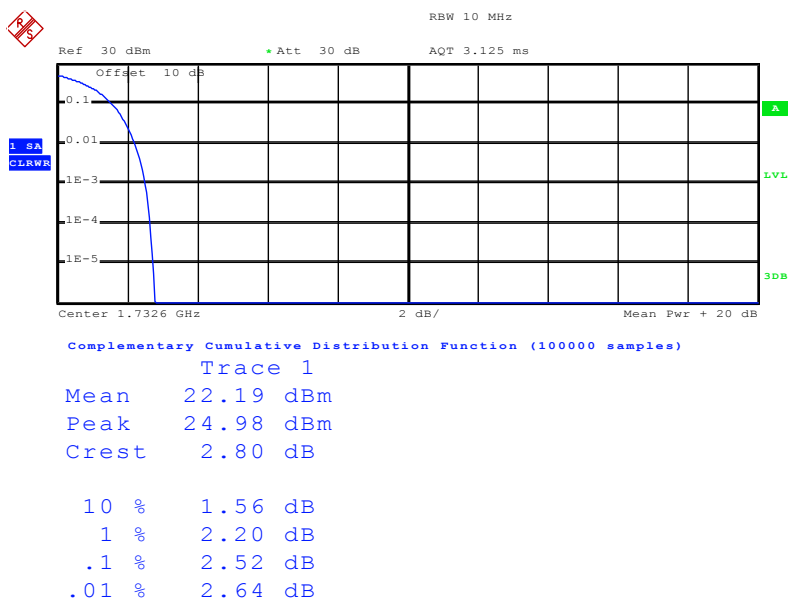 R S
RBW 10 MHz
Ref 30 dBm * Att 30 dB AQT 3.125 ms
Offset 10 dB
0.1
A
0.01
1 SA
CLRWR
LVL
1E-3
1E-4
1E-5
3DB
Center 1.7326 GHz 2 dB/ Mean Pwr + 20 dB
Complementary Cumulative Distribution Function (100000 samples)
Trace 1
Mean 22.19 dBm
Peak 24.98 dBm
Crest 2.80 dB
10 % 1.56 dB
1 % 2.20 dB
.1 % 2.52 dB
.01 % 2.64 dB